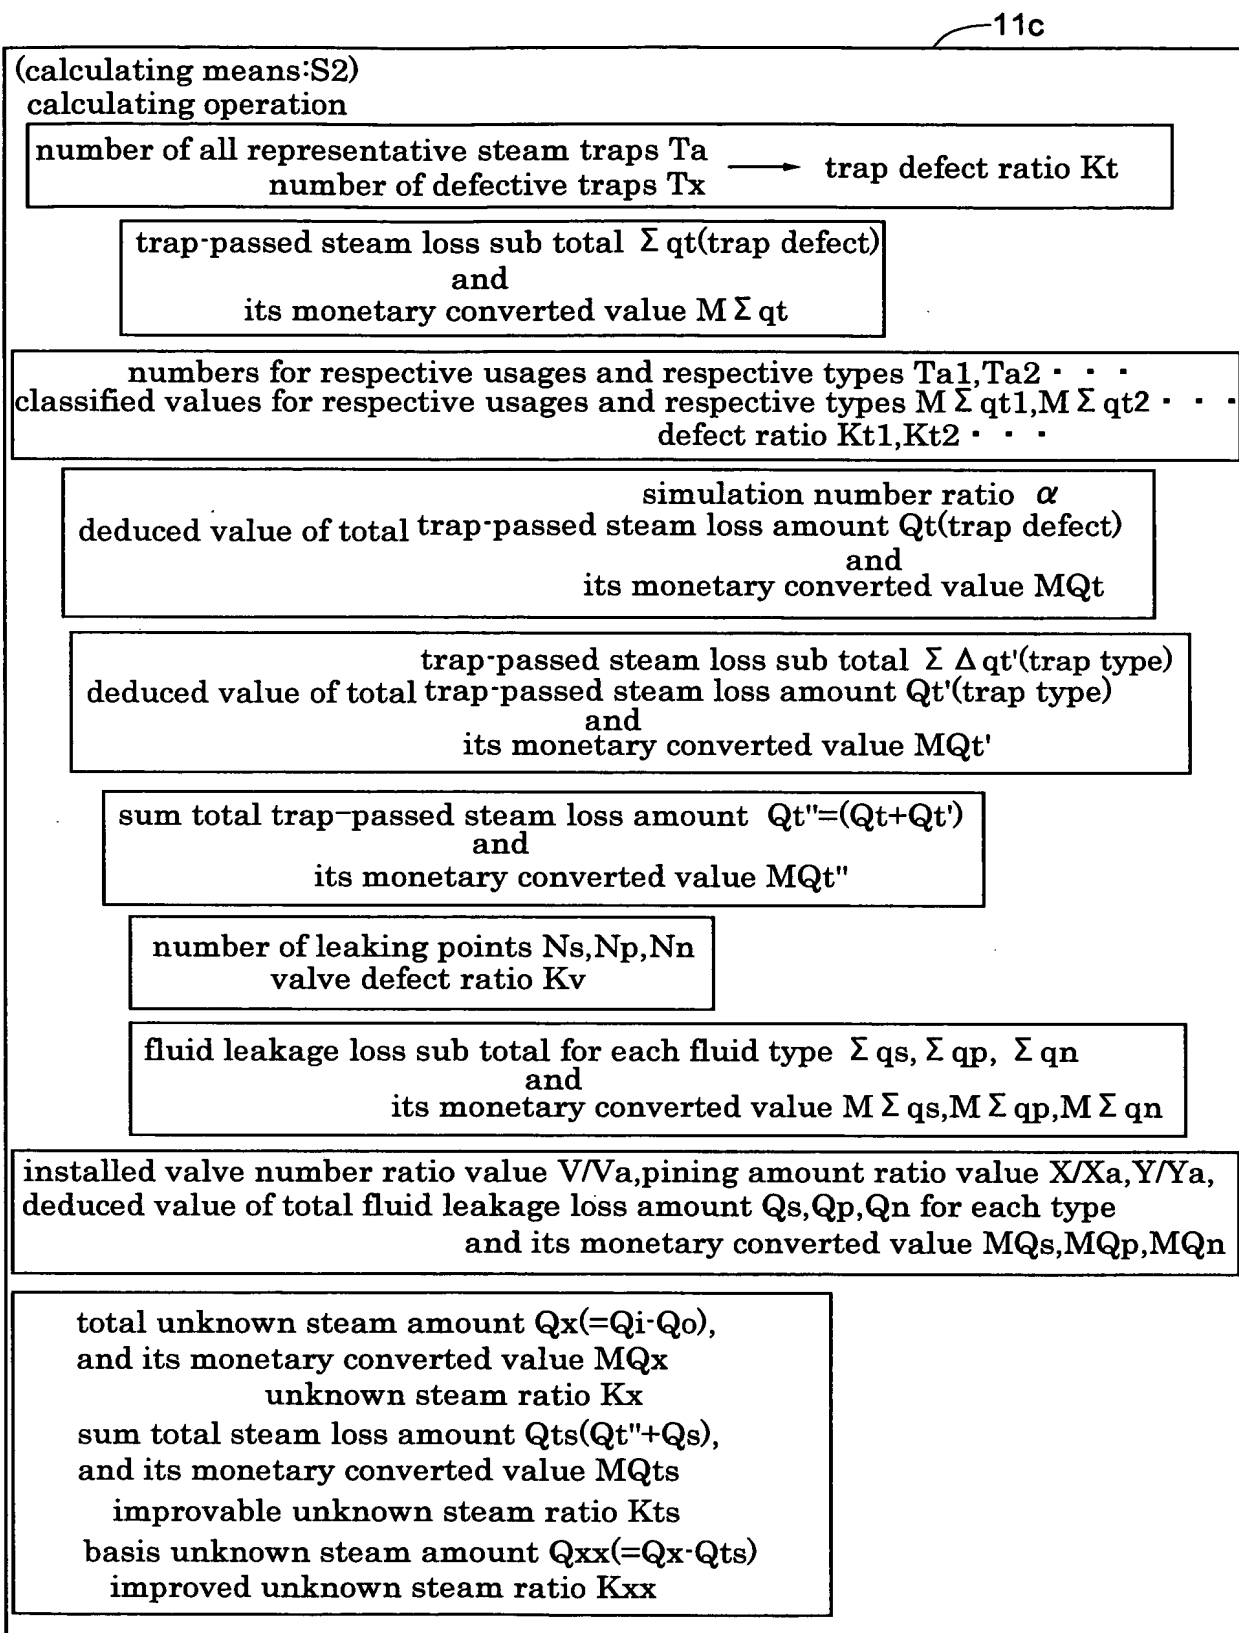 11c
(calculating means:S2)
calculating operation
number of all representative steam traps Ta
number of defective traps Tx → trap defect ratio Kt
trap-passed steam loss sub total Σqt(trap defect)
and
its monetary converted value MΣqt
numbers for respective usages and respective types Ta1,Ta2・・・
classified values for respective usages and respective types MΣqt1,MΣqt2・・・
defect ratio Kt1,Kt2・・・
simulation number ratio α
deduced value of total trap-passed steam loss amount Qt(trap defect)
and
its monetary converted value MQt
trap-passed steam loss sub total ΣΔqt'(trap type)
deduced value of total trap-passed steam loss amount Qt'(trap type)
and
its monetary converted value MQt'
sum total trap-passed steam loss amount Qt"=(Qt+Qt')
and
its monetary converted value MQt"
number of leaking points Ns,Np,Nn
valve defect ratio Kv
fluid leakage loss sub total for each fluid type Σqs,Σqp, Σqn
and
its monetary converted value MΣqs,MΣqp,MΣqn
installed valve number ratio value V/Va,pining amount ratio value X/Xa,Y/Ya,
deduced value of total fluid leakage loss amount Qs,Qp,Qn for each type
and its monetary converted value MQs,MQp,MQn
total unknown steam amount Qx(=Qi-Qo),
and its monetary converted value MQx
unknown steam ratio Kx
sum total steam loss amount Qts(Qt"+Qs),
and its monetary converted value MQts
improvable unknown steam ratio Kts
basis unknown steam amount Qxx(=Qx-Qts)
improved unknown steam ratio Kxx